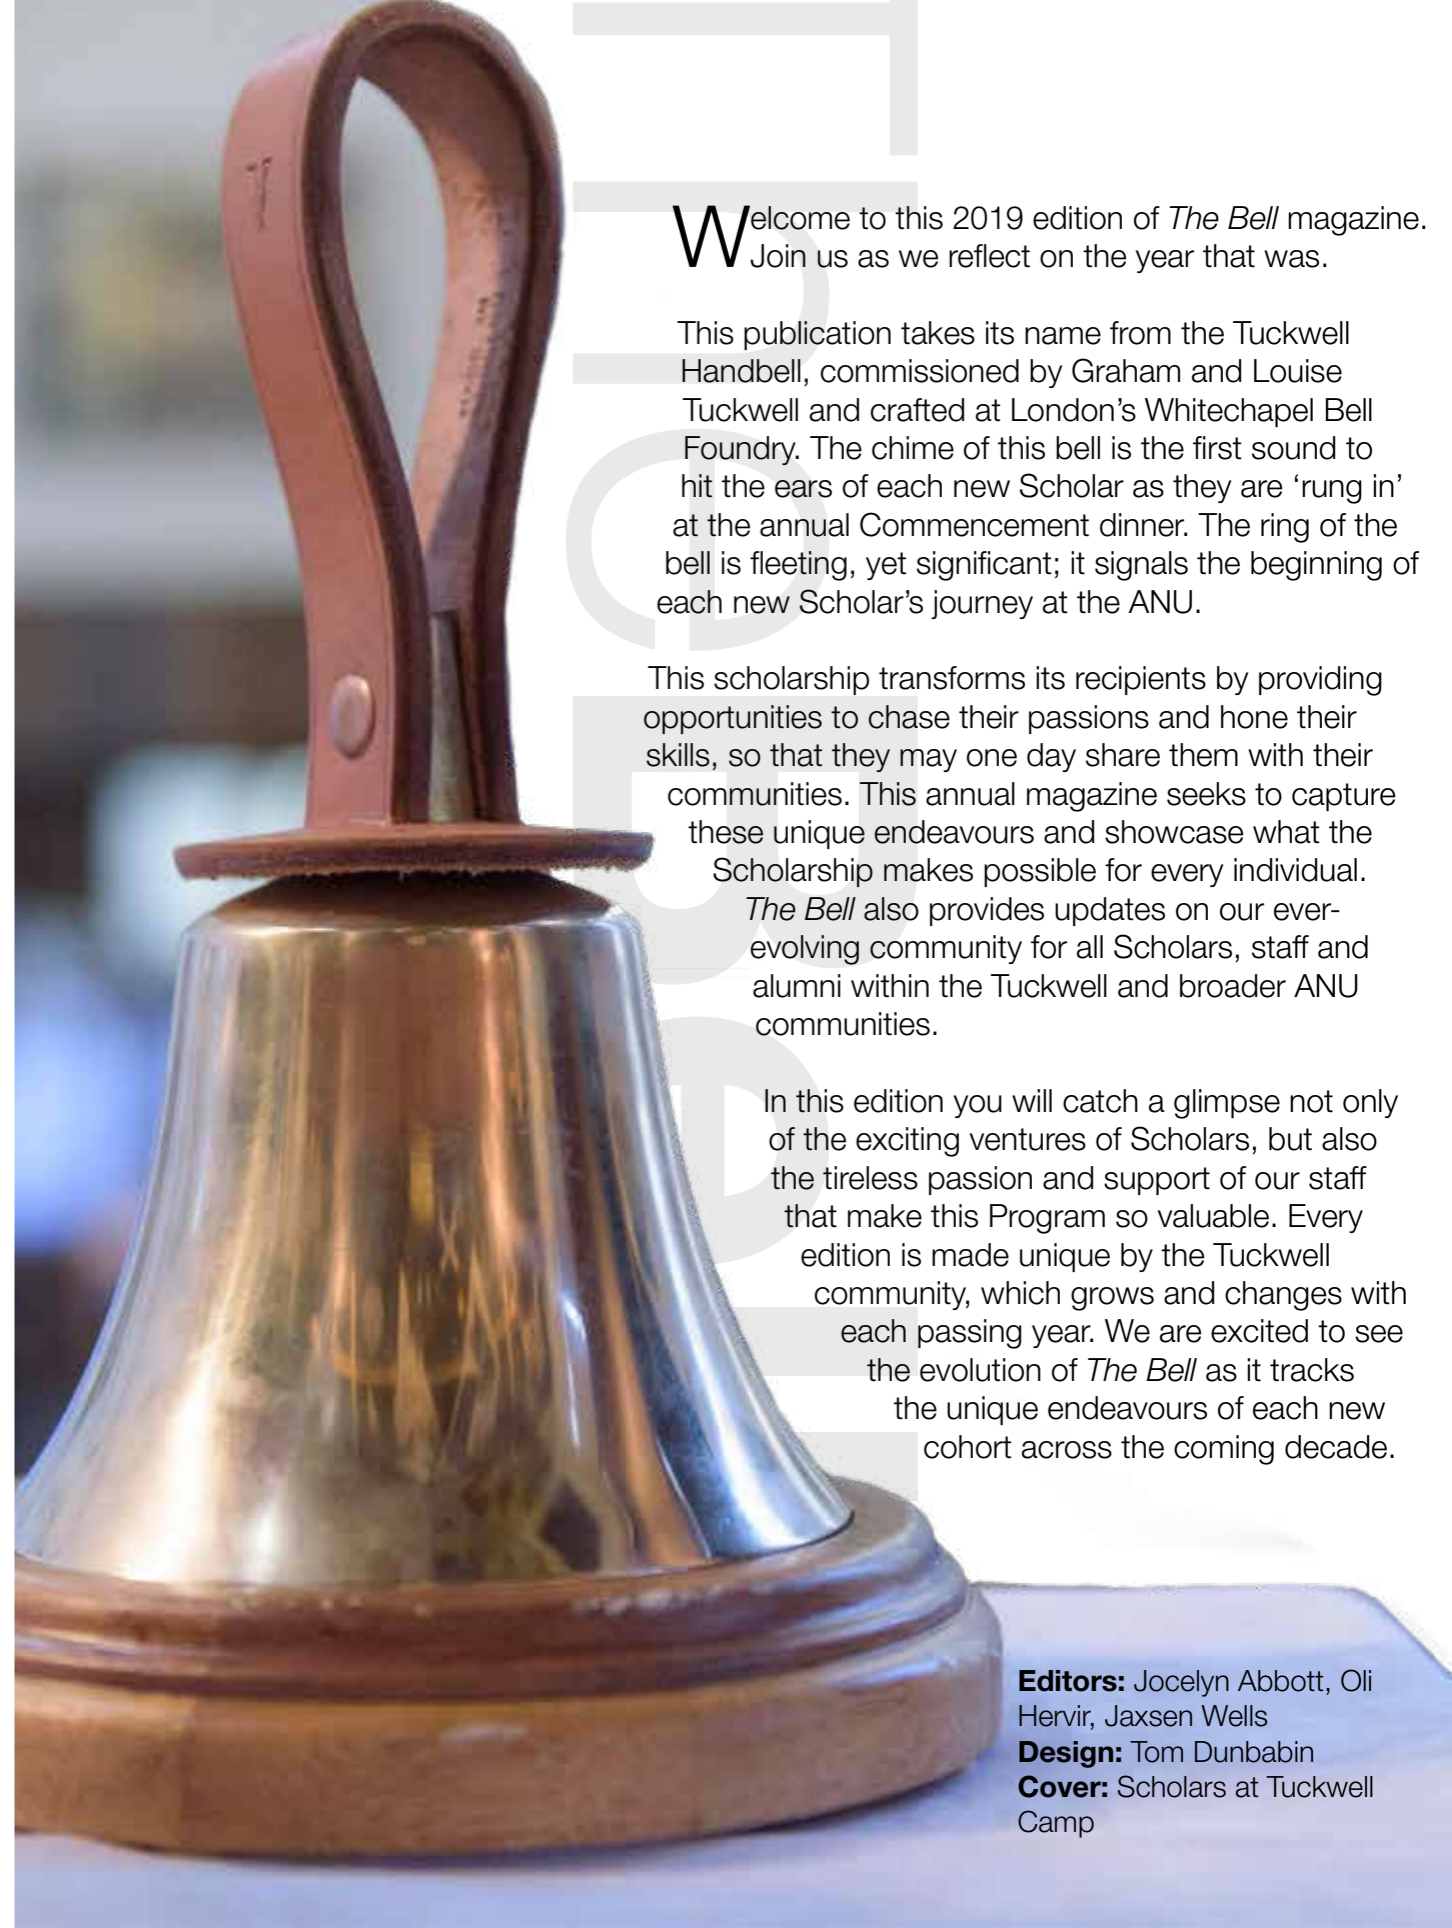 The Bell
Welcome to this 2019 edition of The Bell magazine.
Join us as we reflect on the year that was.
This publication takes its name from the Tuckwell
Handbell, commissioned by Graham and Louise
Tuckwell and crafted at London’s Whitechapel Bell
Foundry. The chime of this bell is the first sound to
hit the ears of each new Scholar as they are ‘rung in’
at the annual Commencement dinner. The ring of the
bell is fleeting, yet significant; it signals the beginning of
each new Scholar’s journey at the ANU.
This scholarship transforms its recipients by providing
opportunities to chase their passions and hone their
skills, so that they may one day share them with their
communities. This annual magazine seeks to capture
these unique endeavours and showcase what the
Scholarship makes possible for every individual.
The Bell also provides updates on our ever-
evolving community for all Scholars, staff and
alumni within the Tuckwell and broader ANU
communities.
In this edition you will catch a glimpse not only
of the exciting ventures of Scholars, but also
the tireless passion and support of our staff
that make this Program so valuable. Every
edition is made unique by the Tuckwell
community, which grows and changes with
each passing year. We are excited to see
the evolution of The Bell as it tracks
the unique endeavours of each new
cohort across the coming decade.
Editors: Jocelyn Abbott, Oli
Hervir, Jaxsen Wells
Design: Tom Dunbabin
Cover: Scholars at Tuckwell
Camp